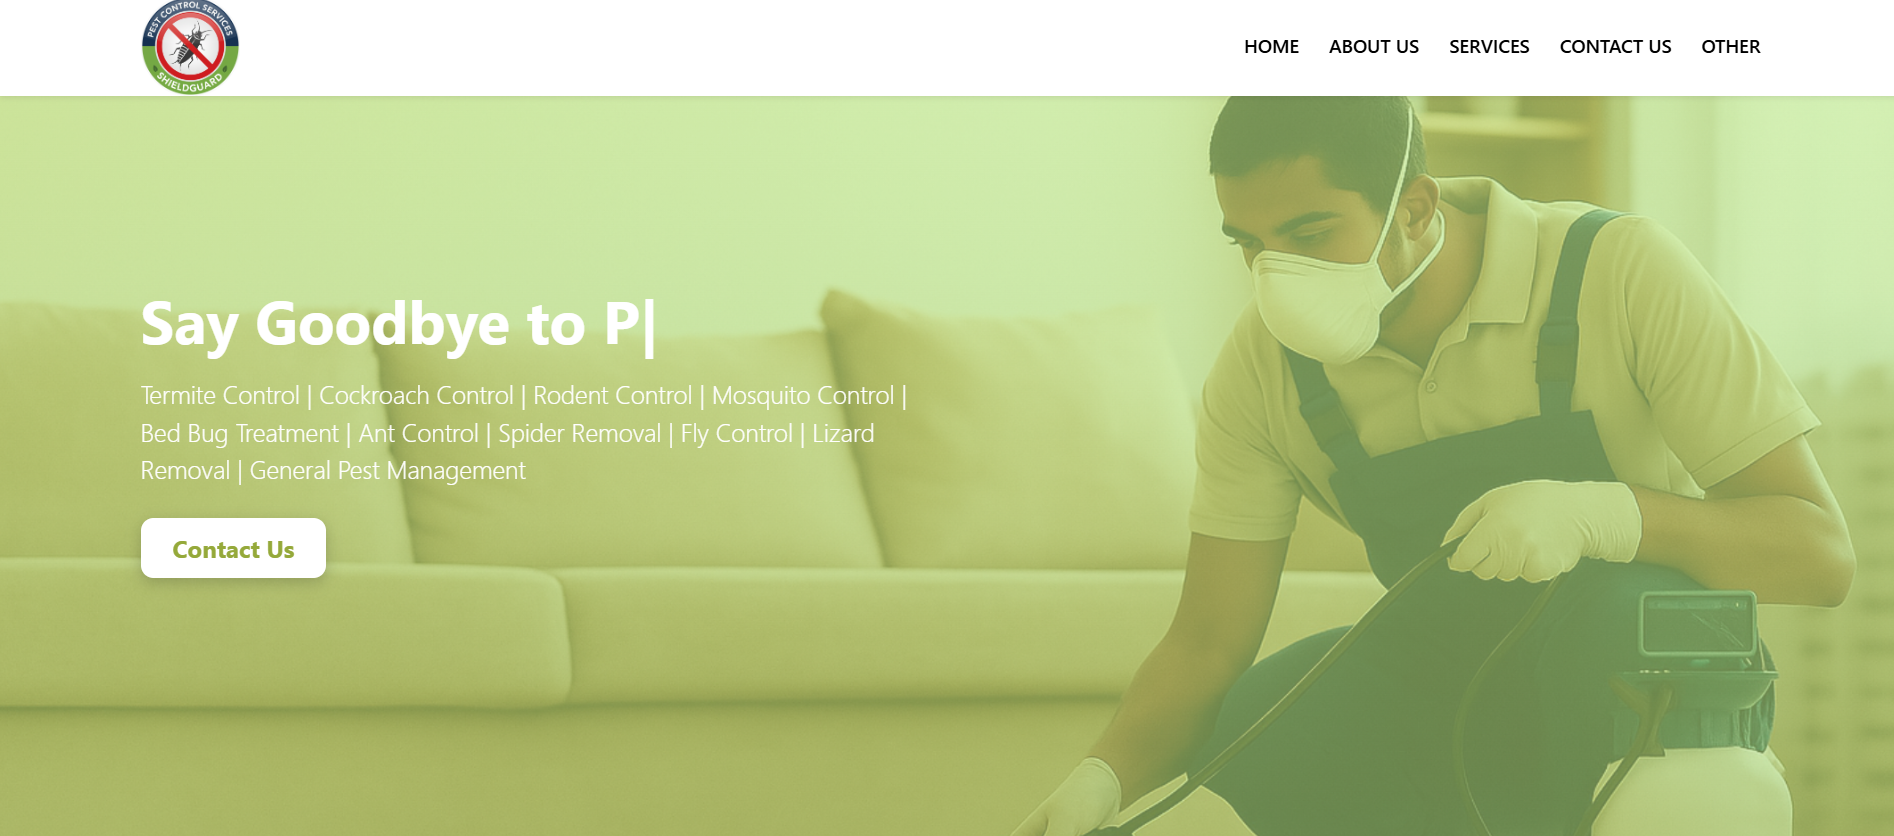 PEST CONTROL SERVICES
SHIELDGUARD
HOME ABOUT US SERVICES CONTACT US OTHER
Say Goodbye to P|
Termite Control | Cockroach Control | Rodent Control | Mosquito Control |
Bed Bug Treatment | Ant Control | Spider Removal | Fly Control | Lizard
Removal | General Pest Management
Contact Us